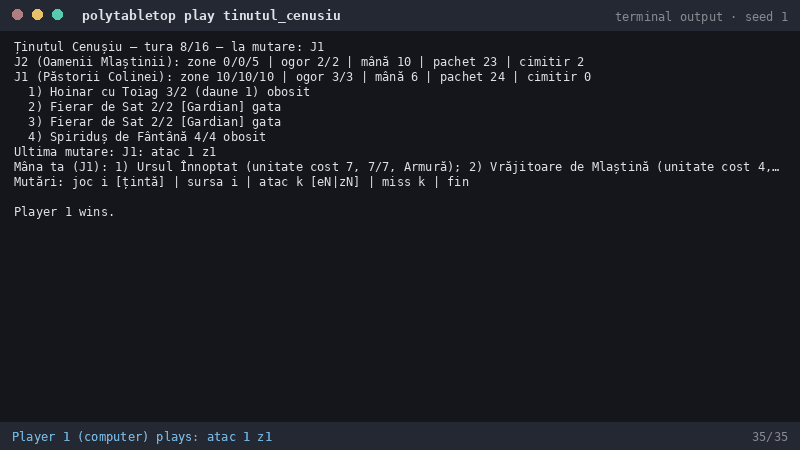 polytabletop play tinutul_cenusiu
terminal output · seed 1
Ținutul Cenușiu — tura 8/16 — la mutare: J1
J2 (Oamenii Mlaștinii): zone 0/0/5 | ogor 2/2 | mână 10 | pachet 23 | cimitir 2
J1 (Păstorii Colinei): zone 10/10/10 | ogor 3/3 | mână 6 | pachet 24 | cimitir 0
1) Hoinar cu Toiag 3/2 (daune 1) obosit
2) Fierar de Sat 2/2 [Gardian] gata
3) Fierar de Sat 2/2 [Gardian] gata
4) Spiriduș de Fântână 4/4 obosit
Ultima mutare: J1: atac 1 z1
Mâna ta (J1): 1) Ursul Înnoptat (unitate cost 7, 7/7, Armură); 2) Vrăjitoare de Mlaștină (unitate cost 4,…
Mutări: joc i [țintă] | sursa i | atac k [eN|zN] | miss k | fin
Player 1 wins.
Player 1 (computer) plays: atac 1 z1
35/35